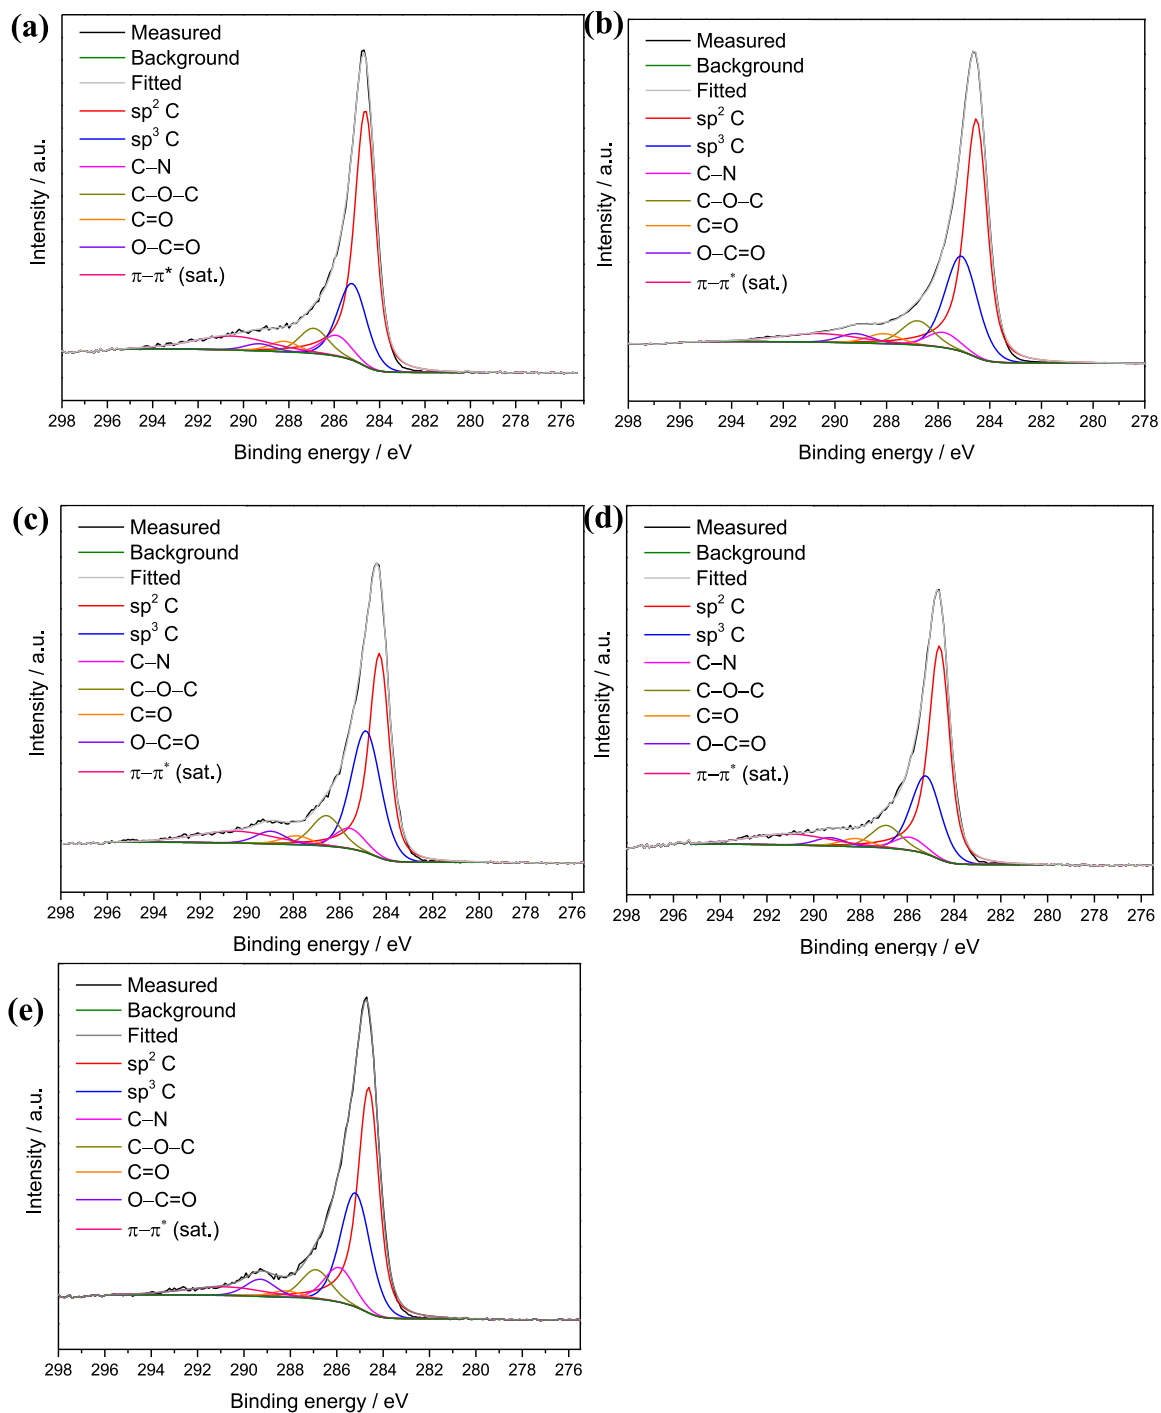 (a)
Measured
Background
Fitted
sp² C
sp³ C
C–N
C–O–C
C=O
O–C=O
π–π* (sat.)
Intensity / a.u.
298 296 294 292 290 288 286 284 282 280 278 276
Binding energy / eV
(b)
Measured
Background
Fitted
sp² C
sp³ C
C–N
C–O–C
C=O
O–C=O
π–π* (sat.)
Intensity / a.u.
298 296 294 292 290 288 286 284 282 280 278
Binding energy / eV
(c)
Measured
Background
Fitted
sp² C
sp³ C
C–N
C–O–C
C=O
O–C=O
π–π* (sat.)
Intensity / a.u.
298 296 294 292 290 288 286 284 282 280 278 276
Binding energy / eV
(d)
Measured
Background
Fitted
sp² C
sp³ C
C–N
C–O–C
C=O
O–C=O
π–π* (sat.)
Intensity / a.u.
298 296 294 292 290 288 286 284 282 280 278 276
Binding energy / eV
(e)
Measured
Background
Fitted
sp² C
sp³ C
C–N
C–O–C
C=O
O–C=O
π–π* (sat.)
Intensity / a.u.
298 296 294 292 290 288 286 284 282 280 278 276
Binding energy / eV